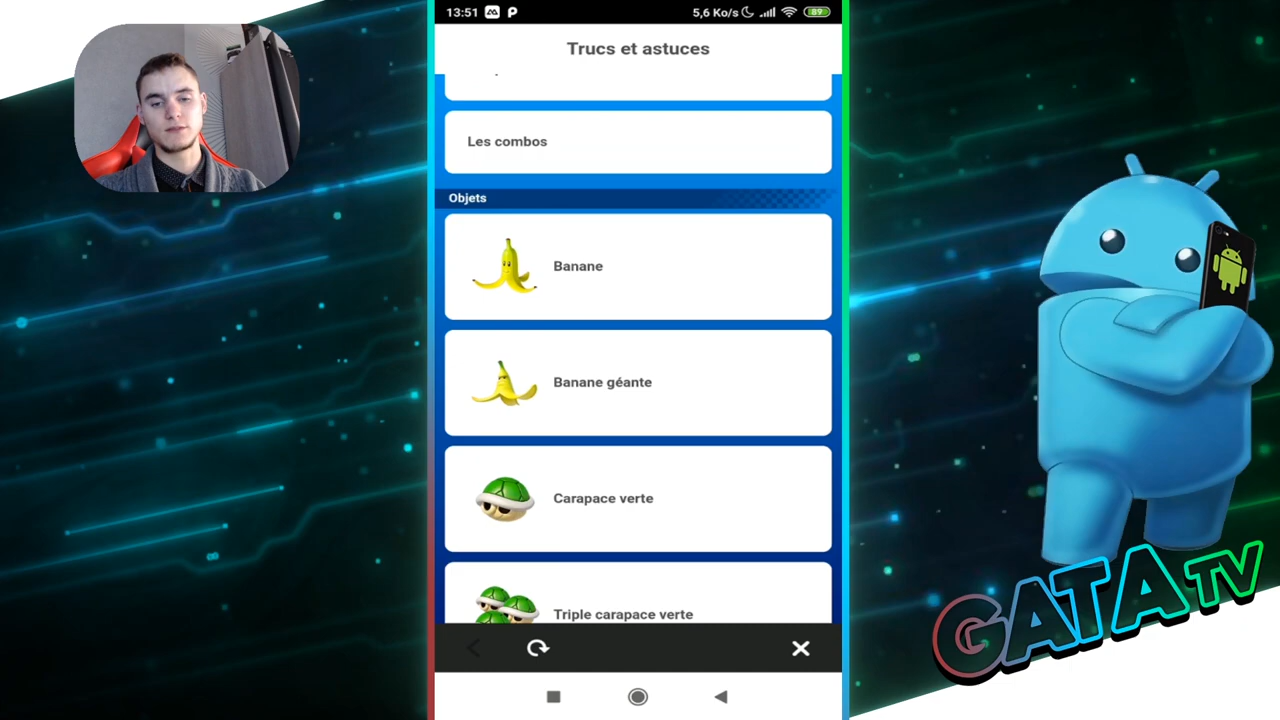 13:51
5,6 Ko/s
89
Trucs et astuces
Les combos
Objets
Banane
Banane géante
Carapace verte
Triple carapace verte
GATA TV